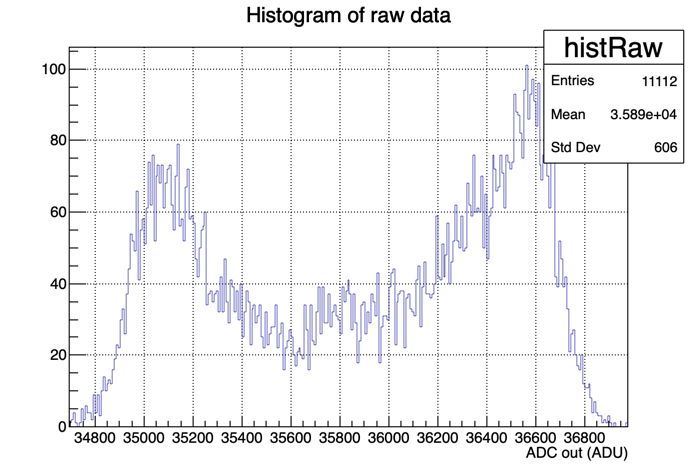 Histogram of raw data
histRaw
Entries 11112
Mean 3.589e+04
Std Dev 606
100
80
60
40
20
0
34800 35000 35200 35400 35600 35800 36000 36200 36400 36600 36800
ADC out (ADU)